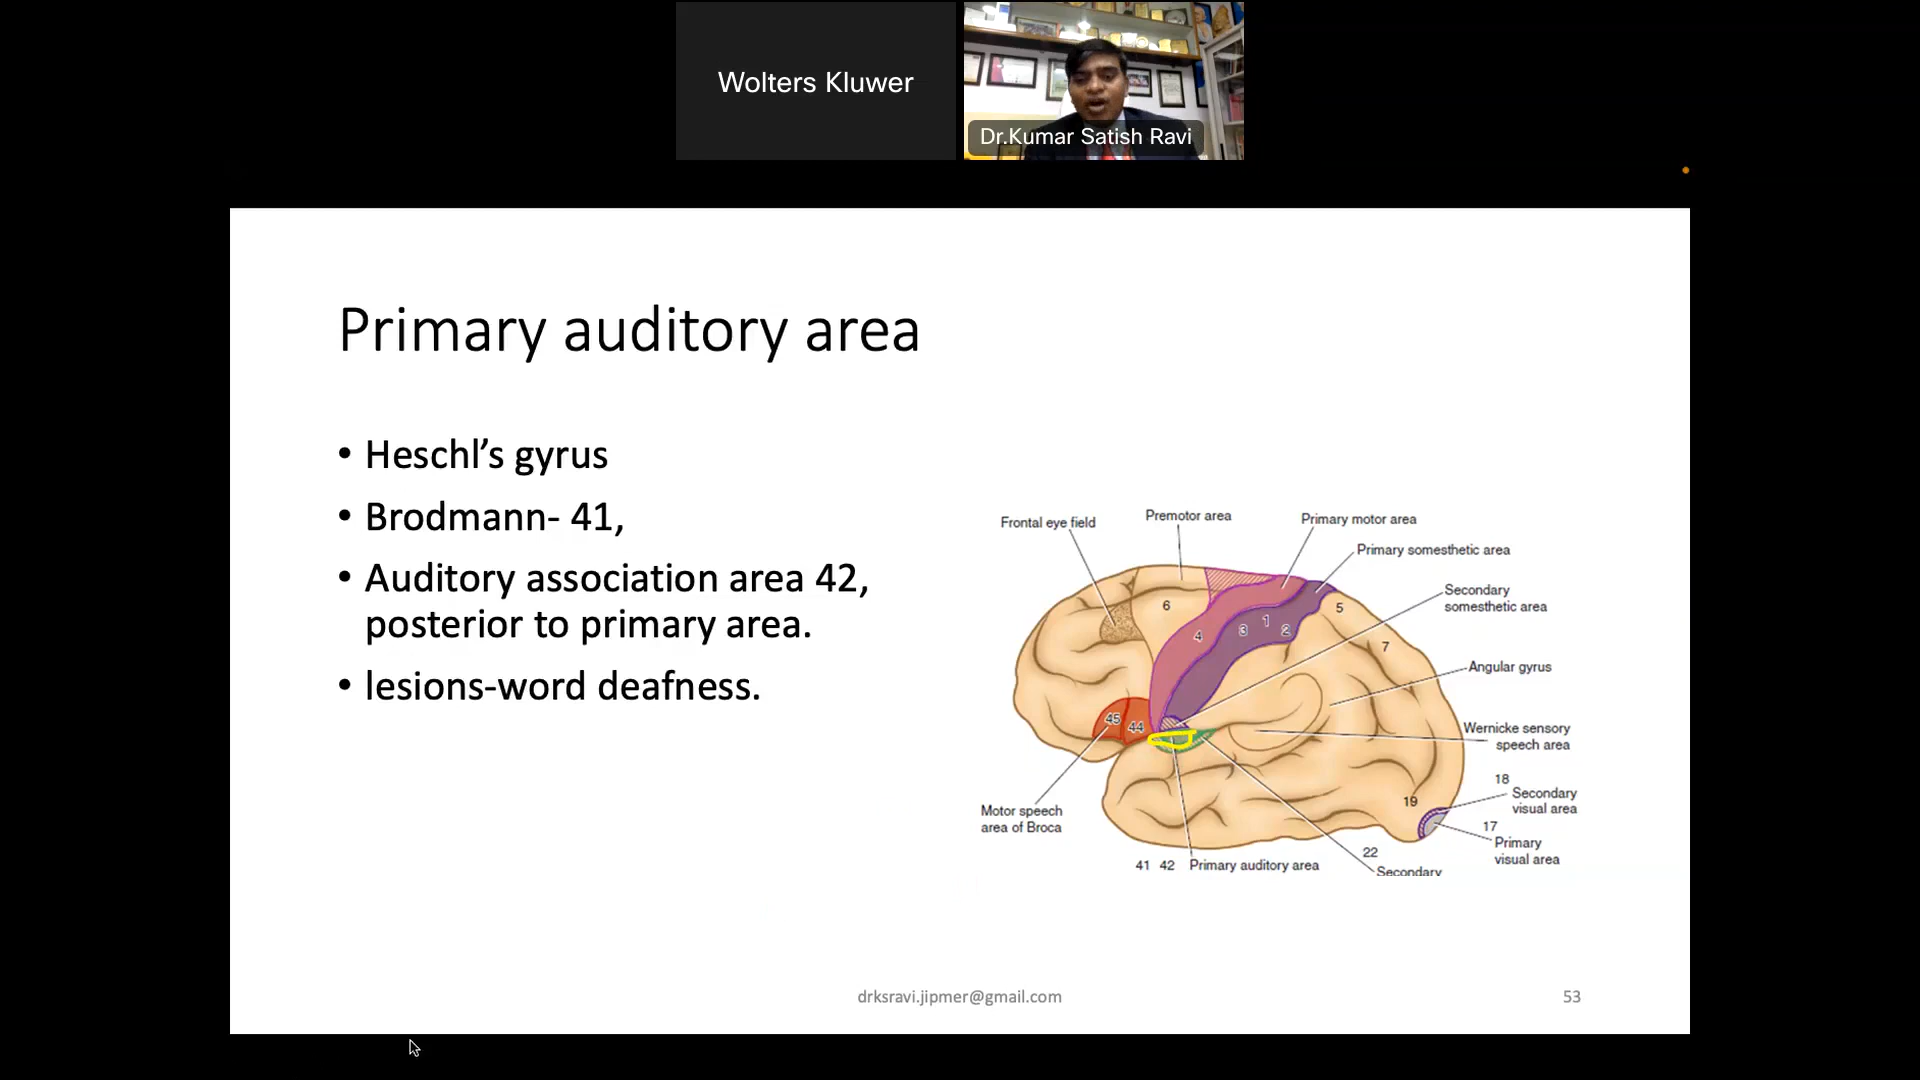 Wolters Kluwer
Dr.Kumar Satish Ravi
Primary auditory area
• Heschl’s gyrus
• Brodmann- 41,
• Auditory association area 42,
posterior to primary area.
• lesions-word deafness.
Frontal eye field
Premotor area
Primary motor area
Primary somesthetic area
Secondary
somesthetic area
6
5
4
3
1
2
7
Angular gyrus
45
44
Wernicke sensory
speech area
18
Secondary
visual area
19
17
Primary
visual area
Motor speech
area of Broca
22
41 42 Primary auditory area
Secondary
drksravi.jipmer@gmail.com
53